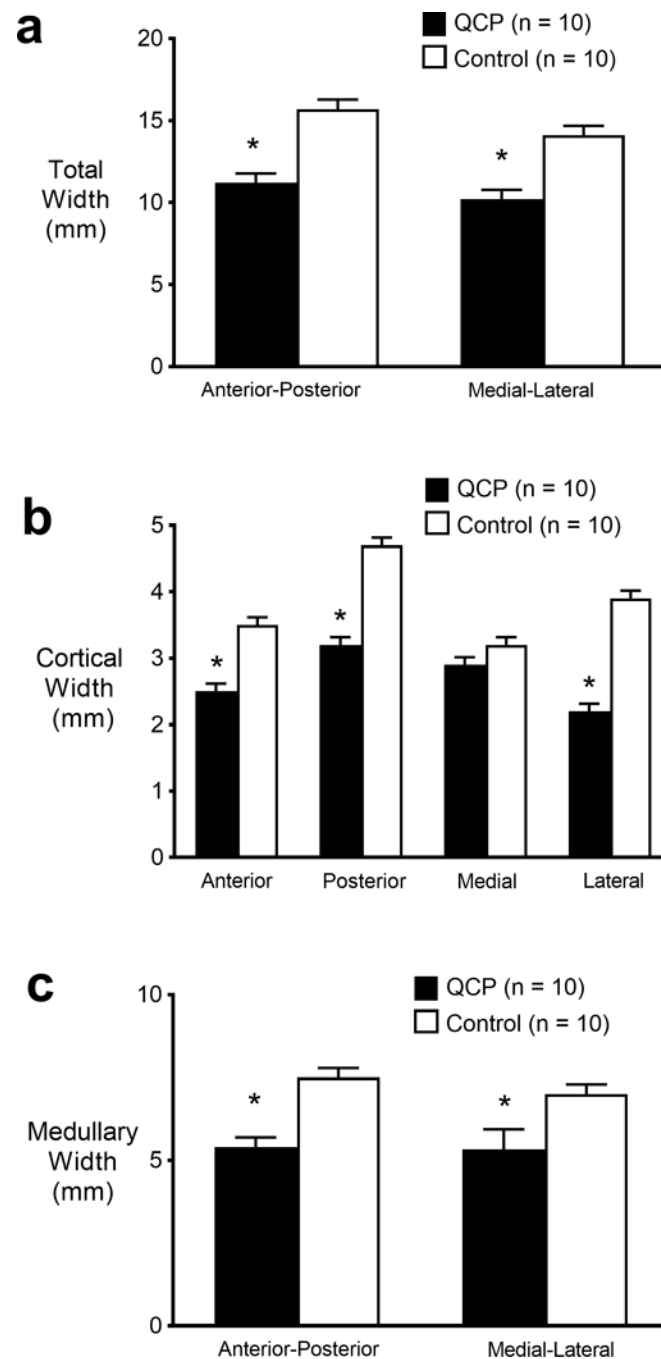 a
QCP (n = 10)
Control (n = 10)
20
15
10
5
0
Total
Width
(mm)
*
*
Anterior-Posterior
Medial-Lateral
b
QCP (n = 10)
Control (n = 10)
5
4
3
2
1
0
Cortical
Width
(mm)
*
*
*
Anterior
Posterior
Medial
Lateral
c
QCP (n = 10)
Control (n = 10)
10
5
0
Medullary
Width
(mm)
*
*
Anterior-Posterior
Medial-Lateral